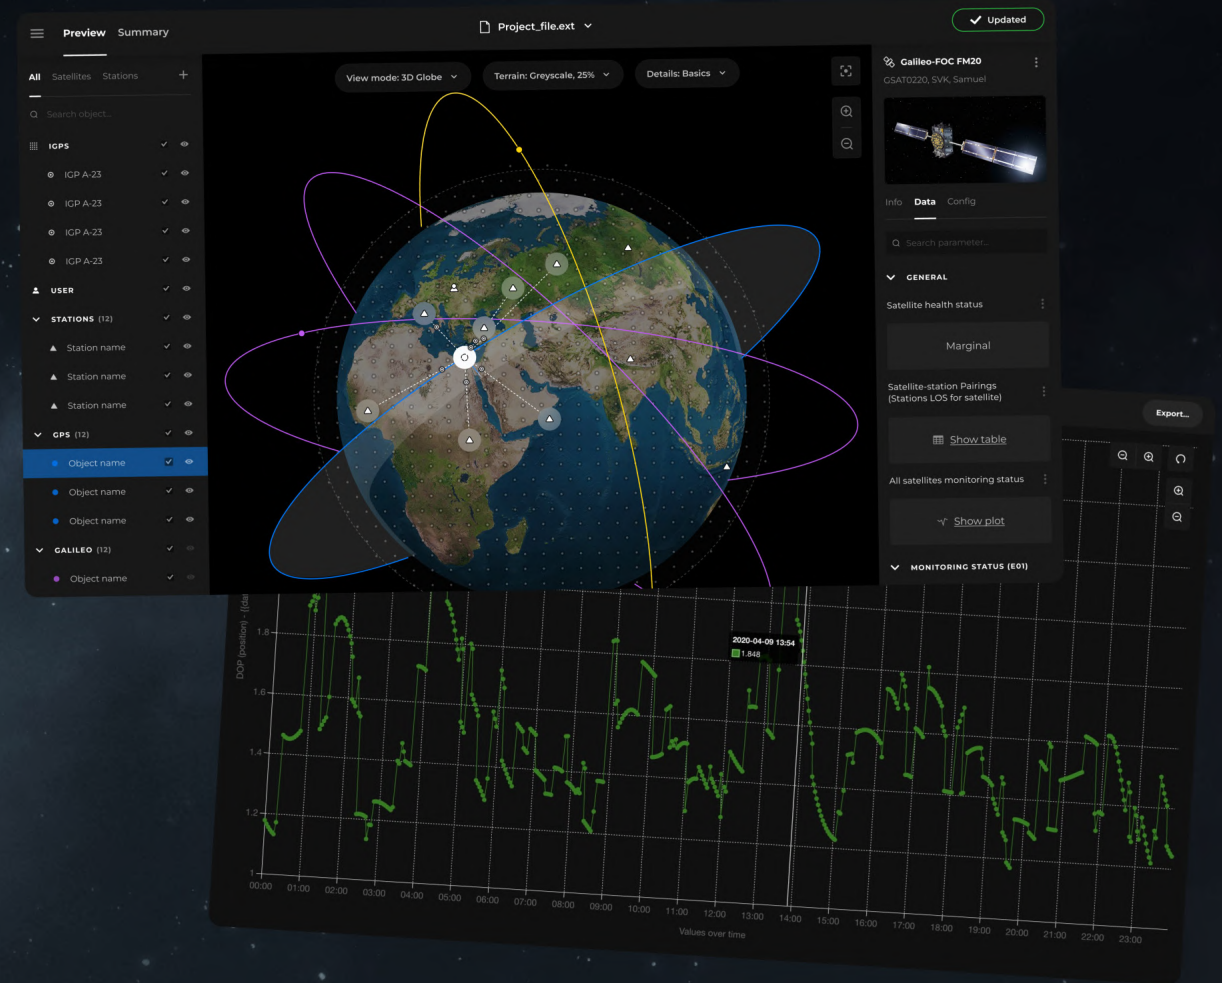 Preview Summary
Project_file.ext
Updated
All Satellites Stations
Search object...
IGPS
IGP A-23
IGP A-23
IGP A-23
IGP A-23
USER
STATIONS (12)
Station name
Station name
Station name
GPS (12)
Object name
Object name
Object name
GALILEO (12)
Object name
View mode: 3D Globe
Terrain: Greyscale, 25%
Details: Basics
Galileo-FOC FM20
GSAT0220, SVK, Samuel
Info Data Config
Search parameter...
GENERAL
Satellite health status
Marginal
Satellite-station Pairings
(Stations LOS for satellite)
Show table
All satellites monitoring status
Show plot
MONITORING STATUS (E01)
Export...
DOP (position) - {{da
1.8
1.6
1.4
1.2
1
2020-04-09 13:54
1.848
00:00 01:00 02:00 03:00 04:00 05:00 06:00 07:00 08:00 09:00 10:00 11:00 12:00 13:00 14:00 15:00 16:00 17:00 18:00 19:00 20:00 21:00 22:00 23:00
Values over time